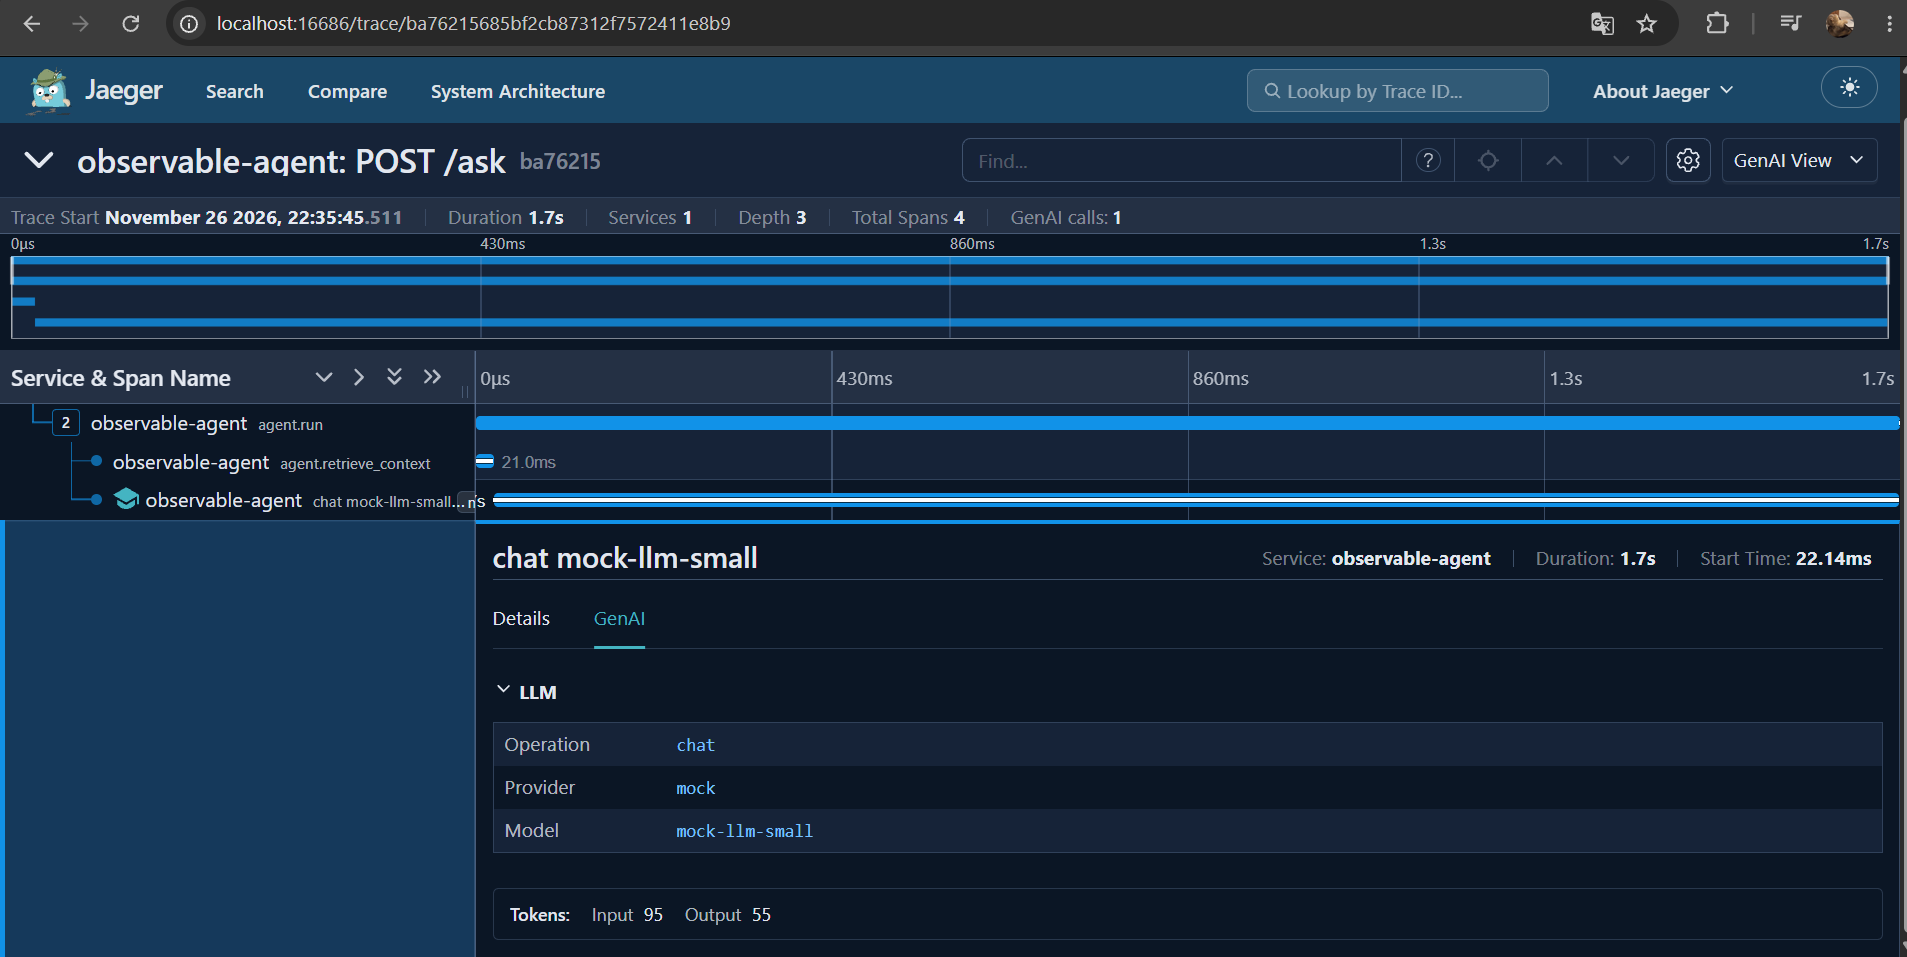 localhost:16686/trace/ba76215685bf2cb87312f7572411e8b9
Jaeger Search Compare System Architecture Lookup by Trace ID... About Jaeger
observable-agent: POST /ask ba76215 Find... ? GenAI View
Trace Start November 26 2026, 22:35:45.511 Duration 1.7s Services 1 Depth 3 Total Spans 4 GenAI calls: 1
0μs 430ms 860ms 1.3s 1.7s
Service & Span Name 0μs 430ms 860ms 1.3s 1.7s
2 observable-agent agent.run
observable-agent agent.retrieve_context 21.0ms
observable-agent chat mock-llm-small...
chat mock-llm-small Service: observable-agent Duration: 1.7s Start Time: 22.14ms
Details GenAI
LLM
Operation chat
Provider mock
Model mock-llm-small
Tokens: Input 95 Output 55